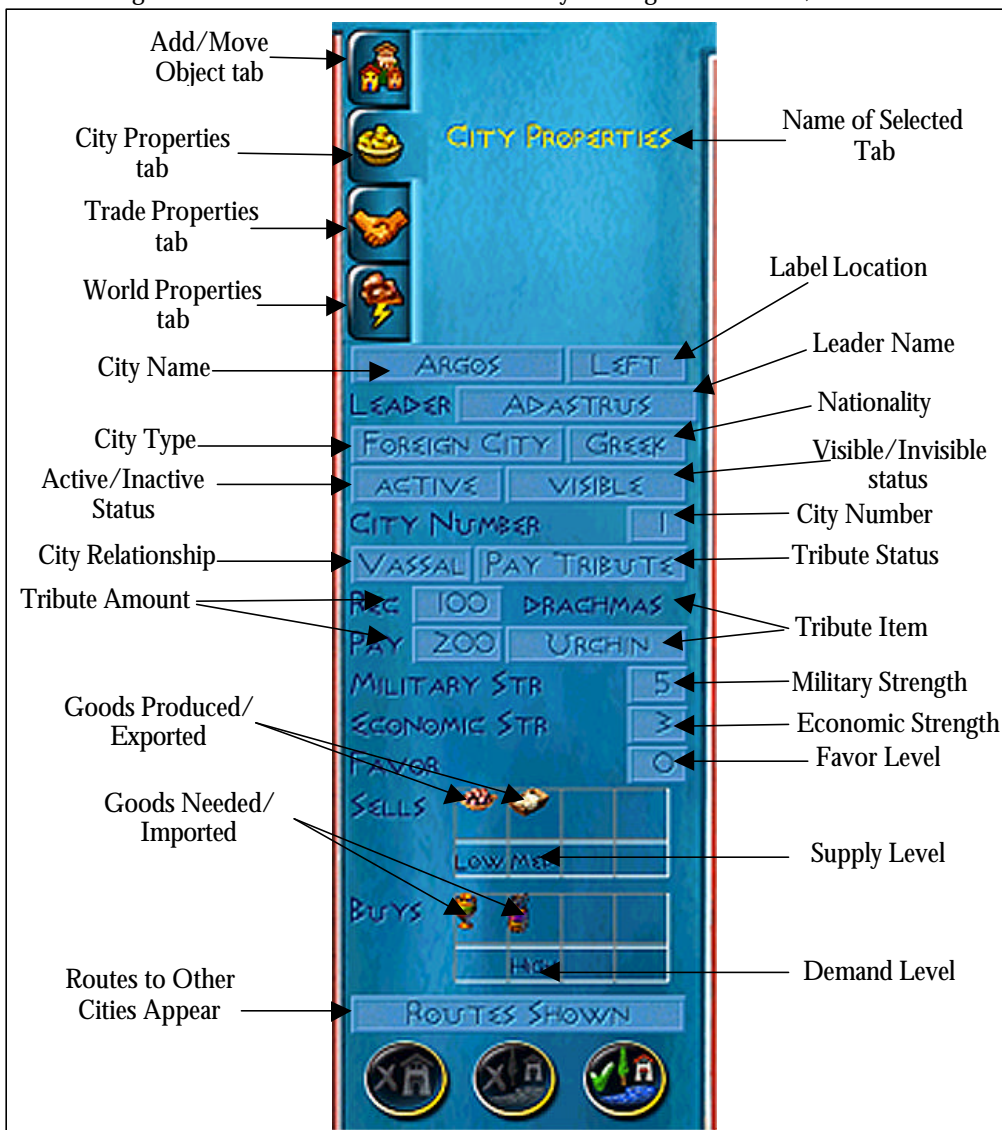 Add/Move
Object tab
City Properties
tab
Trade Properties
tab
World Properties
tab
City Name
City Type
Active/Inactive
Status
City Relationship
Tribute Amount
Goods Produced/
Exported
Goods Needed/
Imported
Routes to Other
Cities Appear
CITY PROPERTIES
ARGOS LEFT
LEADER ADASTRUS
FOREIGN CITY GREEK
ACTIVE VISIBLE
CITY NUMBER 1
VASSAL PAY TRIBUTE
REC 100 DRACHMAS
PAY 200 URCHIN
MILITARY STR 5
ECONOMIC STR 3
FAVOR 0
SELLS
LOW MED
BUYS
HIGH
ROUTES SHOWN
Name of Selected
Tab
Label Location
Leader Name
Nationality
Visible/Invisible
status
City Number
Tribute Status
Tribute Item
Military Strength
Economic Strength
Favor Level
Supply Level
Demand Level